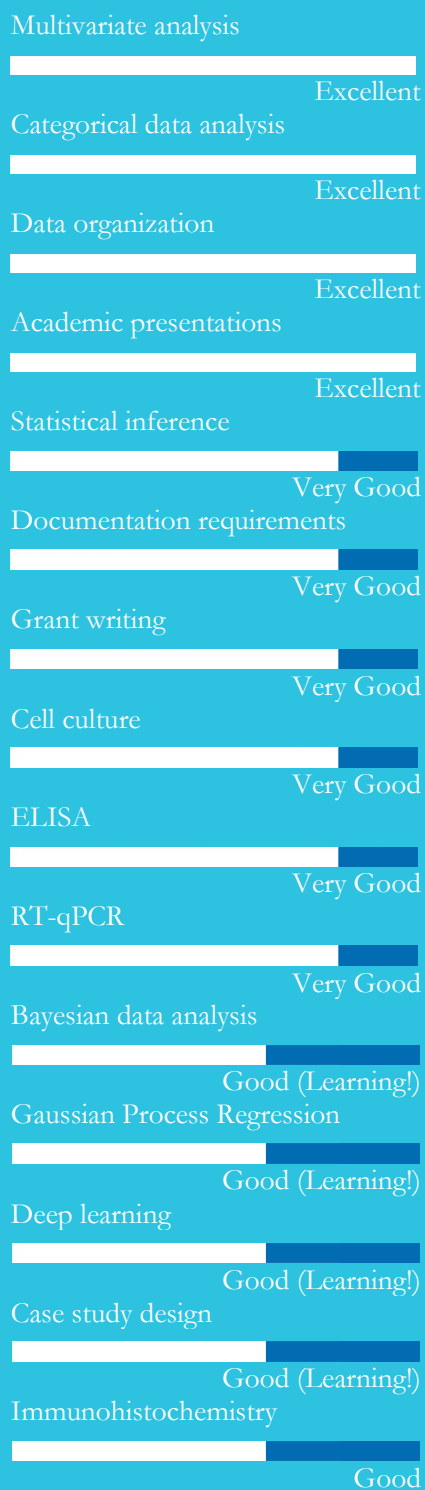 Multivariate analysis
Excellent
Categorical data analysis
Excellent
Data organization
Excellent
Academic presentations
Excellent
Statistical inference
Very Good
Documentation requirements
Very Good
Grant writing
Very Good
Cell culture
Very Good
ELISA
Very Good
RT-qPCR
Very Good
Bayesian data analysis
Good (Learning!)
Gaussian Process Regression
Good (Learning!)
Deep learning
Good (Learning!)
Case study design
Good (Learning!)
Immunohistochemistry
Good